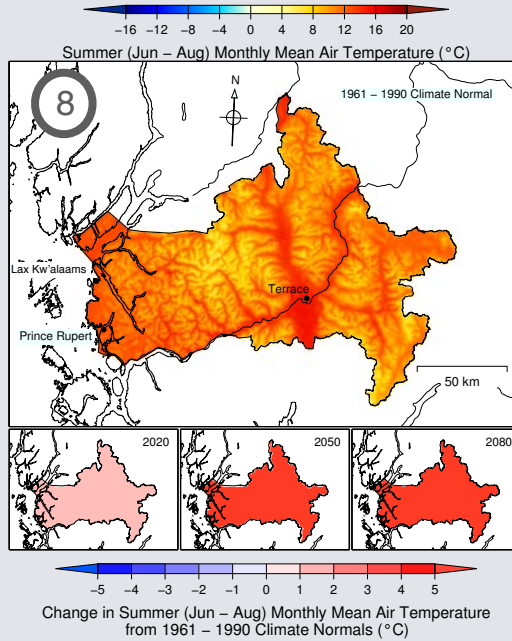 −16 −12 −8 −4 0 4 8 12 16 20
Summer (Jun − Aug) Monthly Mean Air Temperature (°C)
8
N
1961 − 1990 Climate Normal
Lax Kw'alaams
Terrace
Prince Rupert
50 km
2020
2050
2080
−5 −4 −3 −2 −1 0 1 2 3 4 5
Change in Summer (Jun − Aug) Monthly Mean Air Temperature
from 1961 − 1990 Climate Normals (°C)